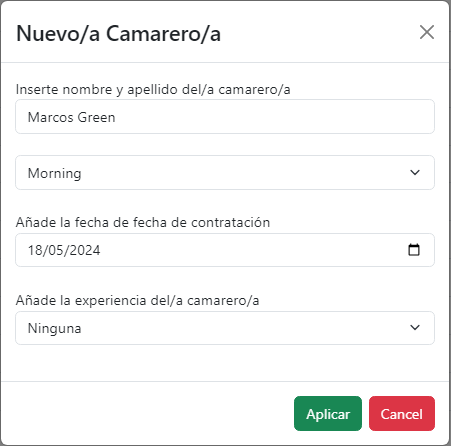 Nuevo/a Camarero/a
Inserte nombre y apellido del/a camarero/a
Marcos Green
Morning
Añade la fecha de fecha de contratación
18/05/2024
Añade la experiencia del/a camarero/a
Ninguna
Aplicar Cancel